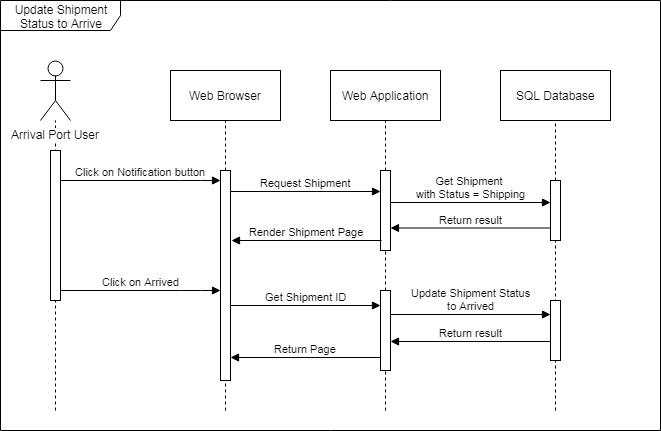 Update Shipment
Status to Arrive
Arrival Port User
Web Browser
Web Application
SQL Database
Click on Notification button
Request Shipment
Get Shipment
with Status = Shipping
Return result
Render Shipment Page
Click on Arrived
Get Shipment ID
Update Shipment Status
to Arrived
Return result
Return Page